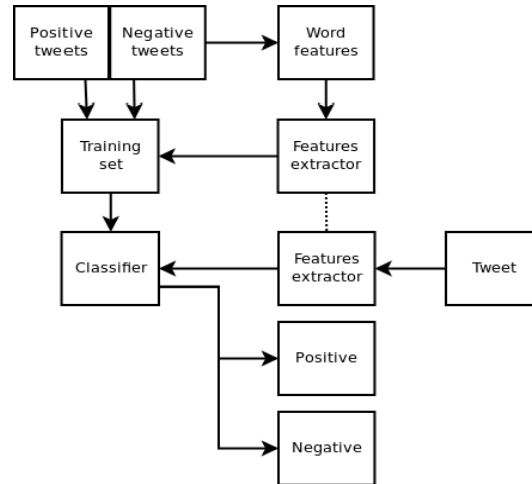 Positive
tweets
Negative
tweets
Word
features
Training
set
Features
extractor
Classifier
Features
extractor
Tweet
Positive
Negative